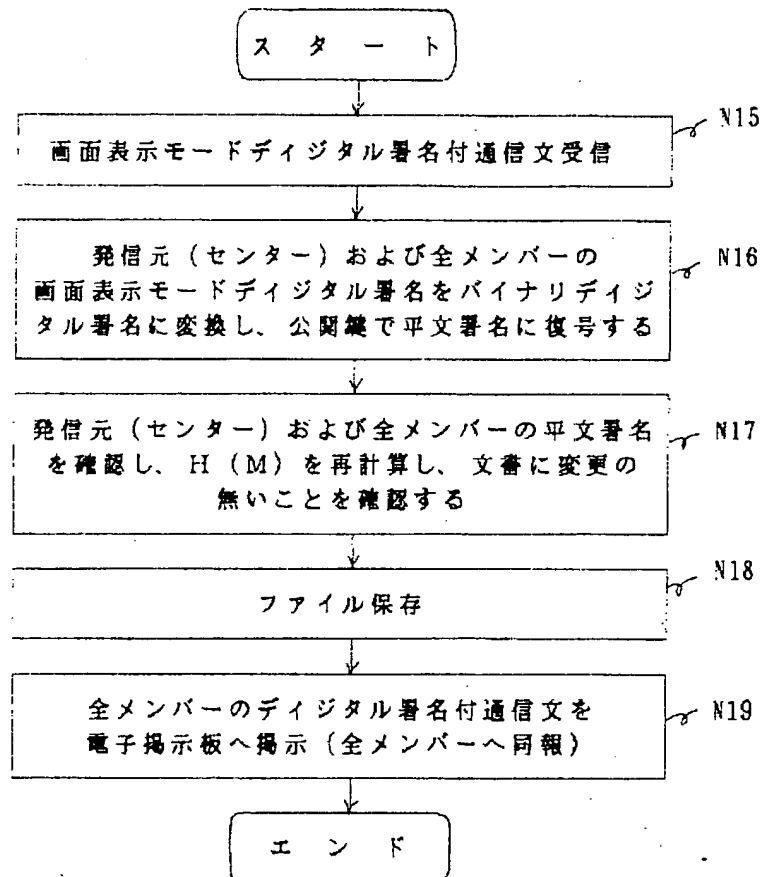 スタート
N15
画面表示モードディジタル署名付通信文受信
N16
発信元（センター）および全メンバーの
画面表示モードディジタル署名をバイナリディジ
タル署名に変換し、公開鍵で平文署名に復号する
N17
発信元（センター）および全メンバーの平文署名
を確認し、H（M）を再計算し、文書に変更の
無いことを確認する
N18
ファイル保存
N19
全メンバーのディジタル署名付通信文を
電子掲示板へ掲示（全メンバーへ同報）
エンド